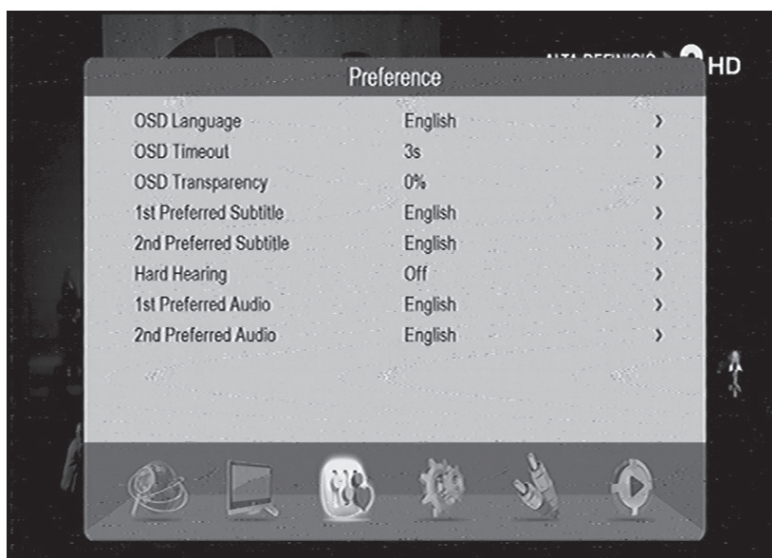 HD
Preference
OSD Language English
OSD Timeout 3s
OSD Transparency 0%
1st Preferred Subtitle English
2nd Preferred Subtitle English
Hard Hearing Off
1st Preferred Audio English
2nd Preferred Audio English